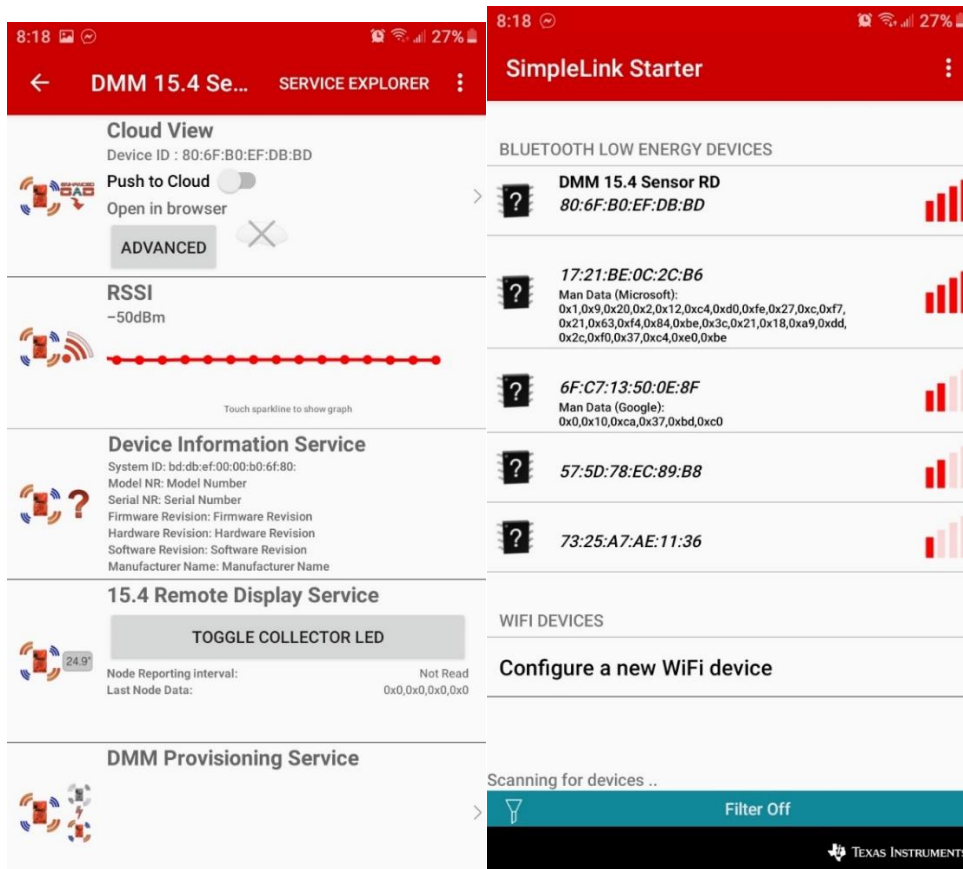 8:18 27%
DMM 15.4 Se... SERVICE EXPLORER
Cloud View
Device ID : 80:6F:B0:EF:DB:BD
Push to Cloud
Open in browser
ADVANCED
RSSI
-50dBm
Touch sparkline to show graph
Device Information Service
System ID: bd:db:ef:00:00:b0:6f:80:
Model NR: Model Number
Serial NR: Serial Number
Firmware Revision: Firmware Revision
Hardware Revision: Hardware Revision
Software Revision: Software Revision
Manufacturer Name: Manufacturer Name
15.4 Remote Display Service
TOGGLE COLLECTOR LED
24.9°
Node Reporting interval: Not Read
Last Node Data: 0x0,0x0,0x0,0x0
DMM Provisioning Service
8:18 27%
SimpleLink Starter
BLUETOOTH LOW ENERGY DEVICES
DMM 15.4 Sensor RD
80:6F:B0:EF:DB:BD
17:21:BE:0C:2C:B6
Man Data (Microsoft):
0x1,0x9,0x20,0x2,0x12,0xc4,0xd0,0xfe,0x27,0xc,0xf7,
0x21,0x63,0xf4,0x84,0xbe,0x3c,0x21,0x18,0xa9,0xdd,
0x2c,0xf0,0x37,0xc4,0xe0,0xbe
6F:C7:13:50:0E:8F
Man Data (Google):
0x0,0x10,0xca,0x37,0xbd,0xc0
57:5D:78:EC:89:B8
73:25:A7:AE:11:36
WIFI DEVICES
Configure a new WiFi device
Scanning for devices ..
Filter Off
TEXAS INSTRUMENTS